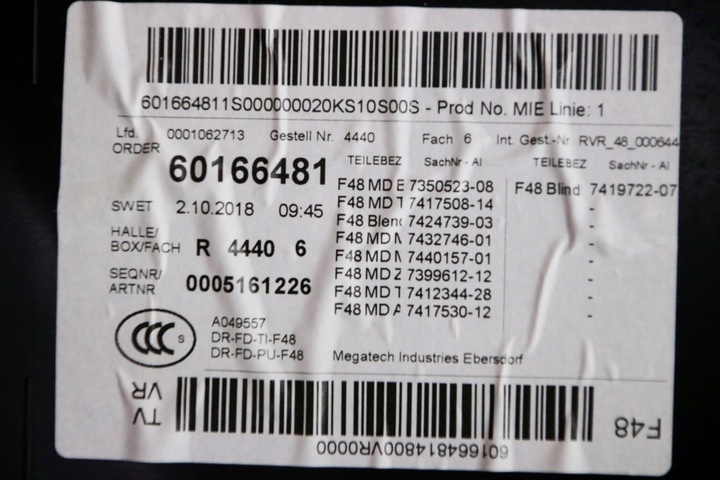 601664811S000000020KS10S00S - Prod No. MIE Linie: 1
Lfd. ORDER 0001062713 Gestell Nr. 4440 Fach 6 Int. Gest.-Nr. RVR_48_000644
60166481
TEILEBEZ SachNr - AI TEILEBEZ SachNr - AI
F48 MD E 7350523-08 F48 Blind 7419722-07
F48 MD T 7417508-14 -
F48 Blend 7424739-03 -
F48 MD M 7432746-01 -
F48 MD M 7440157-01 -
F48 MD Z 7399612-12 -
F48 MD T 7412344-28 -
F48 MD A 7417530-12 -
SWET 2.10.2018 09:45
HALLE/
BOX/FACH R 4440 6
SEQNR/
ARTNR 0005161226
CCC S
A049557
DR-FD-TI-F48
DR-FD-PU-F48
Megatech Industries Ebersdorf
TV
VR
F48
601664814800VR0000